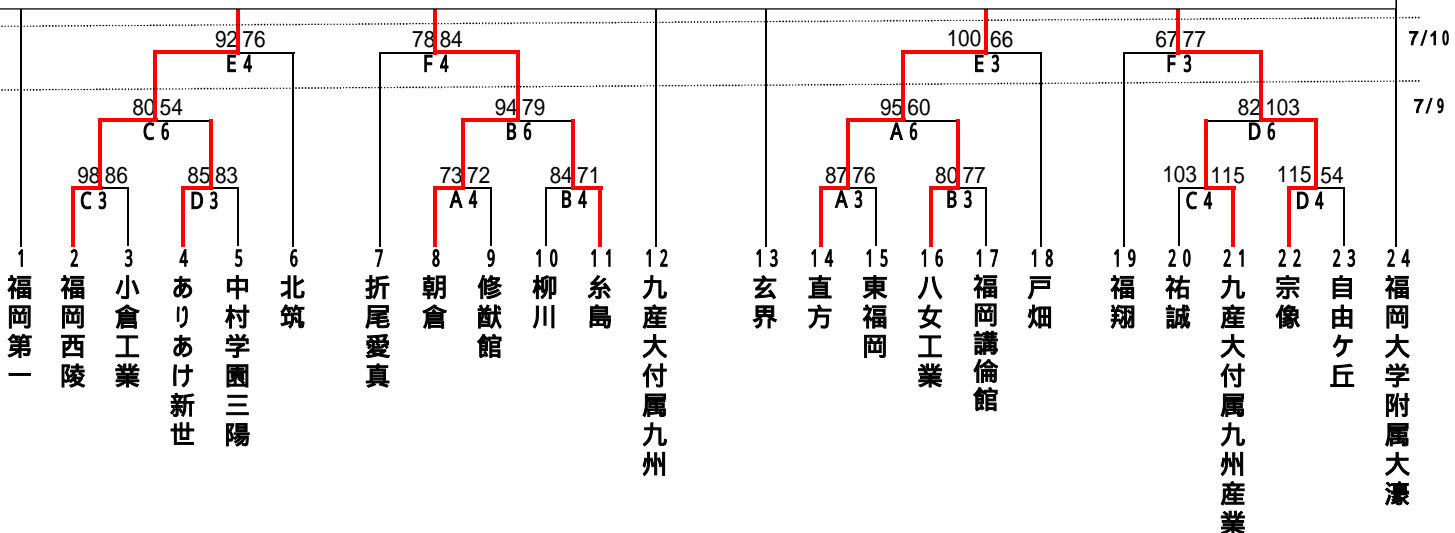 92 76 78 84 100 66 67 77 7/10
E4 F4 E3 F3
80 54 94 79 95 60 82 103 7/9
C6 B6 A6 D6
98 86 85 83 73 72 84 71 87 76 80 77 103 115 115 54
C3 D3 A4 B4 A3 B3 C4 D4
1 2 3 4 5 6 7 8 9 10 11 12 13 14 15 16 17 18 19 20 21 22 23 24
福岡第一
福岡西陵
小倉工業
ありあけ新世
中村学園三陽
北筑
折尾愛真
朝倉
修猷館
柳川
糸島
九産大付属九州
玄界
直方
東福岡
八女工業
福岡講倫館
戸畑
福翔
祐誠
九産大付属九州産業
宗像
自由ケ丘
福岡大学附属大濠